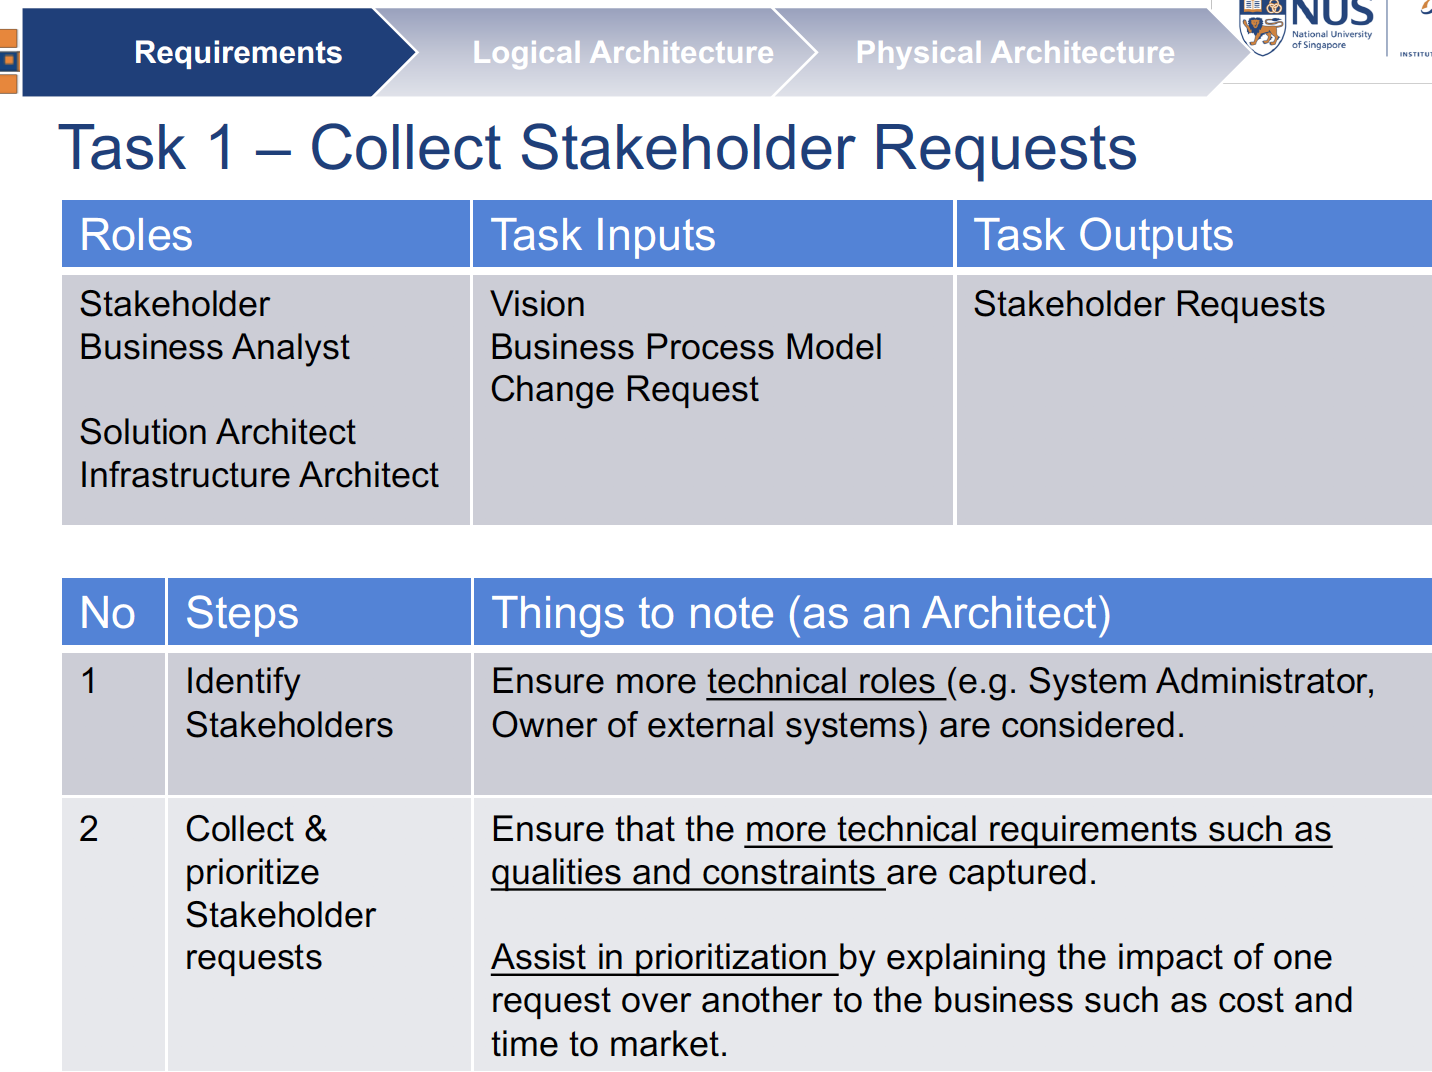 Requirements
Logical Architecture
Physical Architecture
NUS
National University
of Singapore
Task 1 – Collect Stakeholder Requests
Roles
Task Inputs
Task Outputs
Stakeholder
Business Analyst
Solution Architect
Infrastructure Architect
Vision
Business Process Model
Change Request
Stakeholder Requests
No
Steps
Things to note (as an Architect)
1
Identify
Stakeholders
Ensure more technical roles (e.g. System Administrator,
Owner of external systems) are considered.
2
Collect &
prioritize
Stakeholder
requests
Ensure that the more technical requirements such as
qualities and constraints are captured.
Assist in prioritization by explaining the impact of one
request over another to the business such as cost and
time to market.